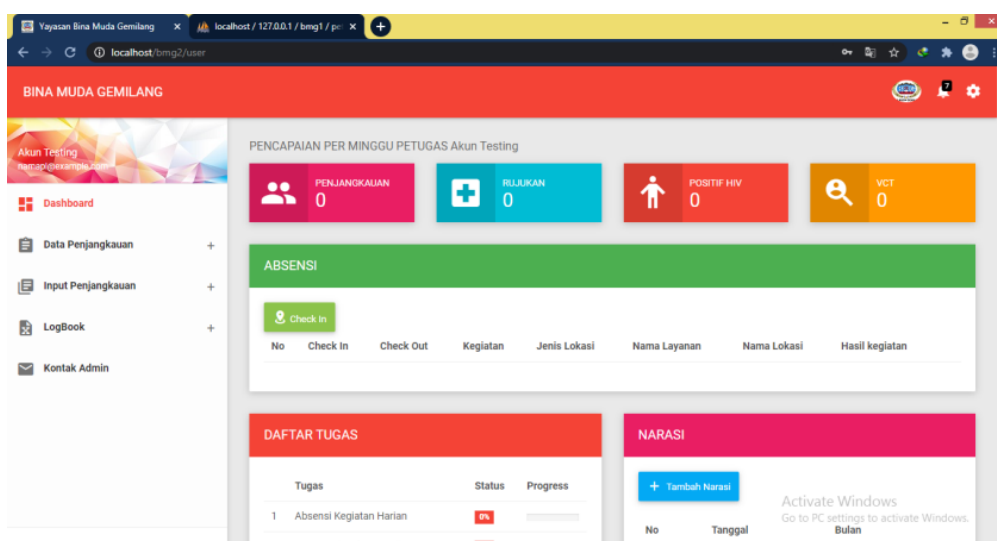 Yayasan Bina Muda Gemilang
localhost / 127.0.0.1 / bmg1 / pe
localhost/bmg2/user
BINA MUDA GEMILANG
7
Akun Testing
PENCAPAIAN PER MINGGU PETUGAS Akun Testing
PENJANGKAUAN
0
RUJUKAN
0
POSITIF HIV
0
VCT
0
Dashboard
Data Penjangkauan +
Input Penjangkauan +
LogBook +
Kontak Admin
ABSENSI
Check In
No Check In Check Out Kegiatan Jenis Lokasi Nama Layanan Nama Lokasi Hasil kegiatan
DAFTAR TUGAS
Tugas Status Progress
1 Absensi Kegiatan Harian 0%
NARASI
+ Tambah Narasi
No Tanggal Bulan
Activate Windows
Go to PC settings to activate Windows.